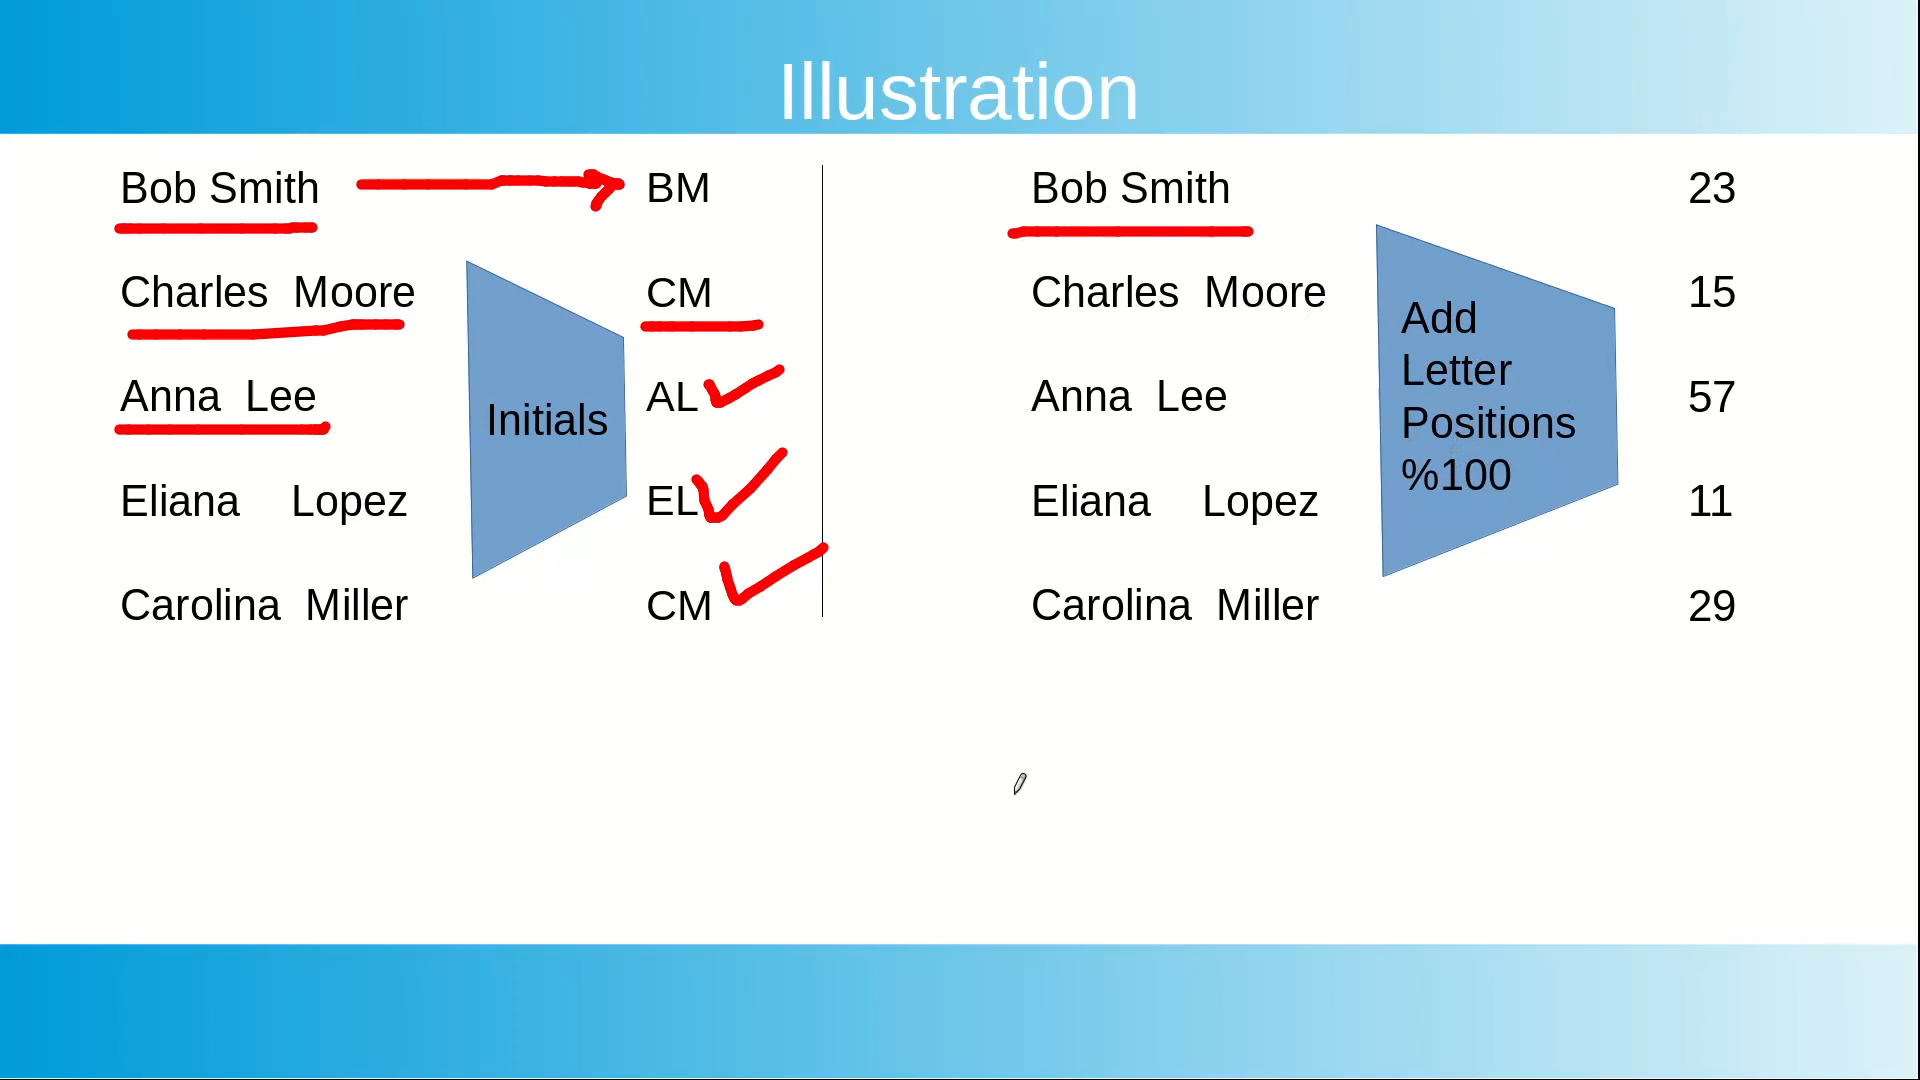 Illustration
Bob Smith BM
Charles Moore CM
Anna Lee AL
Eliana Lopez EL
Carolina Miller CM
Initials
Bob Smith 23
Charles Moore 15
Anna Lee 57
Eliana Lopez 11
Carolina Miller 29
Add
Letter
Positions
%100